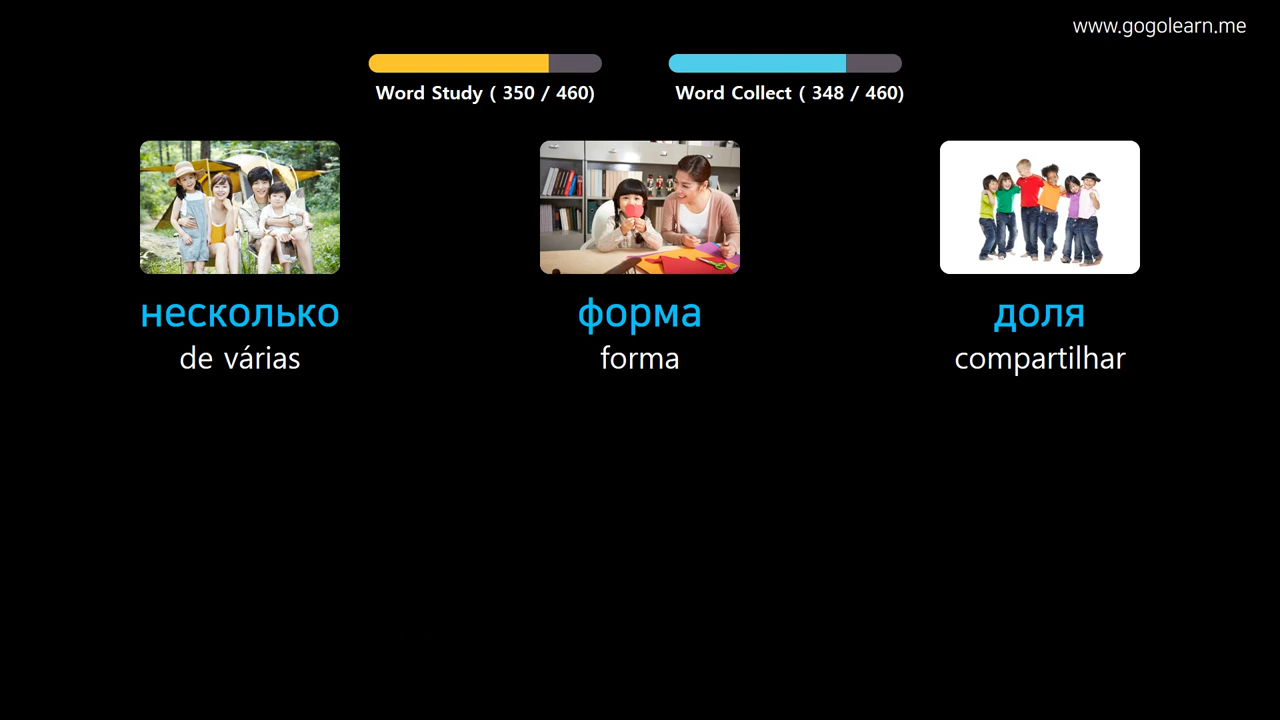 www.gogolearn.me
Word Study ( 350 / 460)
Word Collect ( 348 / 460)
несколько
de várias
форма
forma
доля
compartilhar